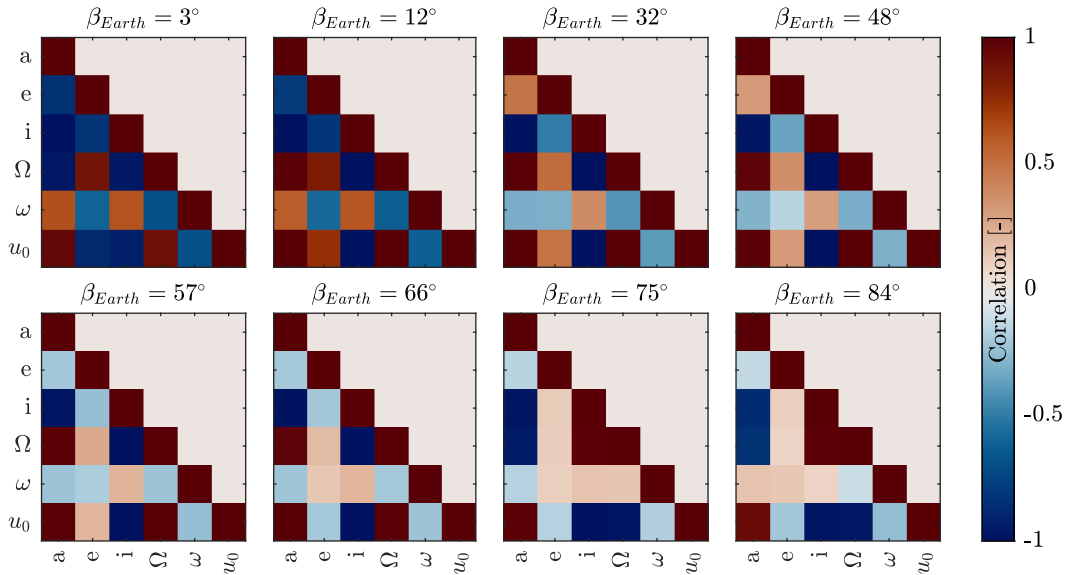 β_Earth = 3° β_Earth = 12° β_Earth = 32° β_Earth = 48°
a
e
i
Ω
ω
u₀
β_Earth = 57° β_Earth = 66° β_Earth = 75° β_Earth = 84°
a
e
i
Ω
ω
u₀
a e i Ω ω u₀ a e i Ω ω u₀ a e i Ω ω u₀ a e i Ω ω u₀
1
0.5
0
-0.5
-1
Correlation [-]